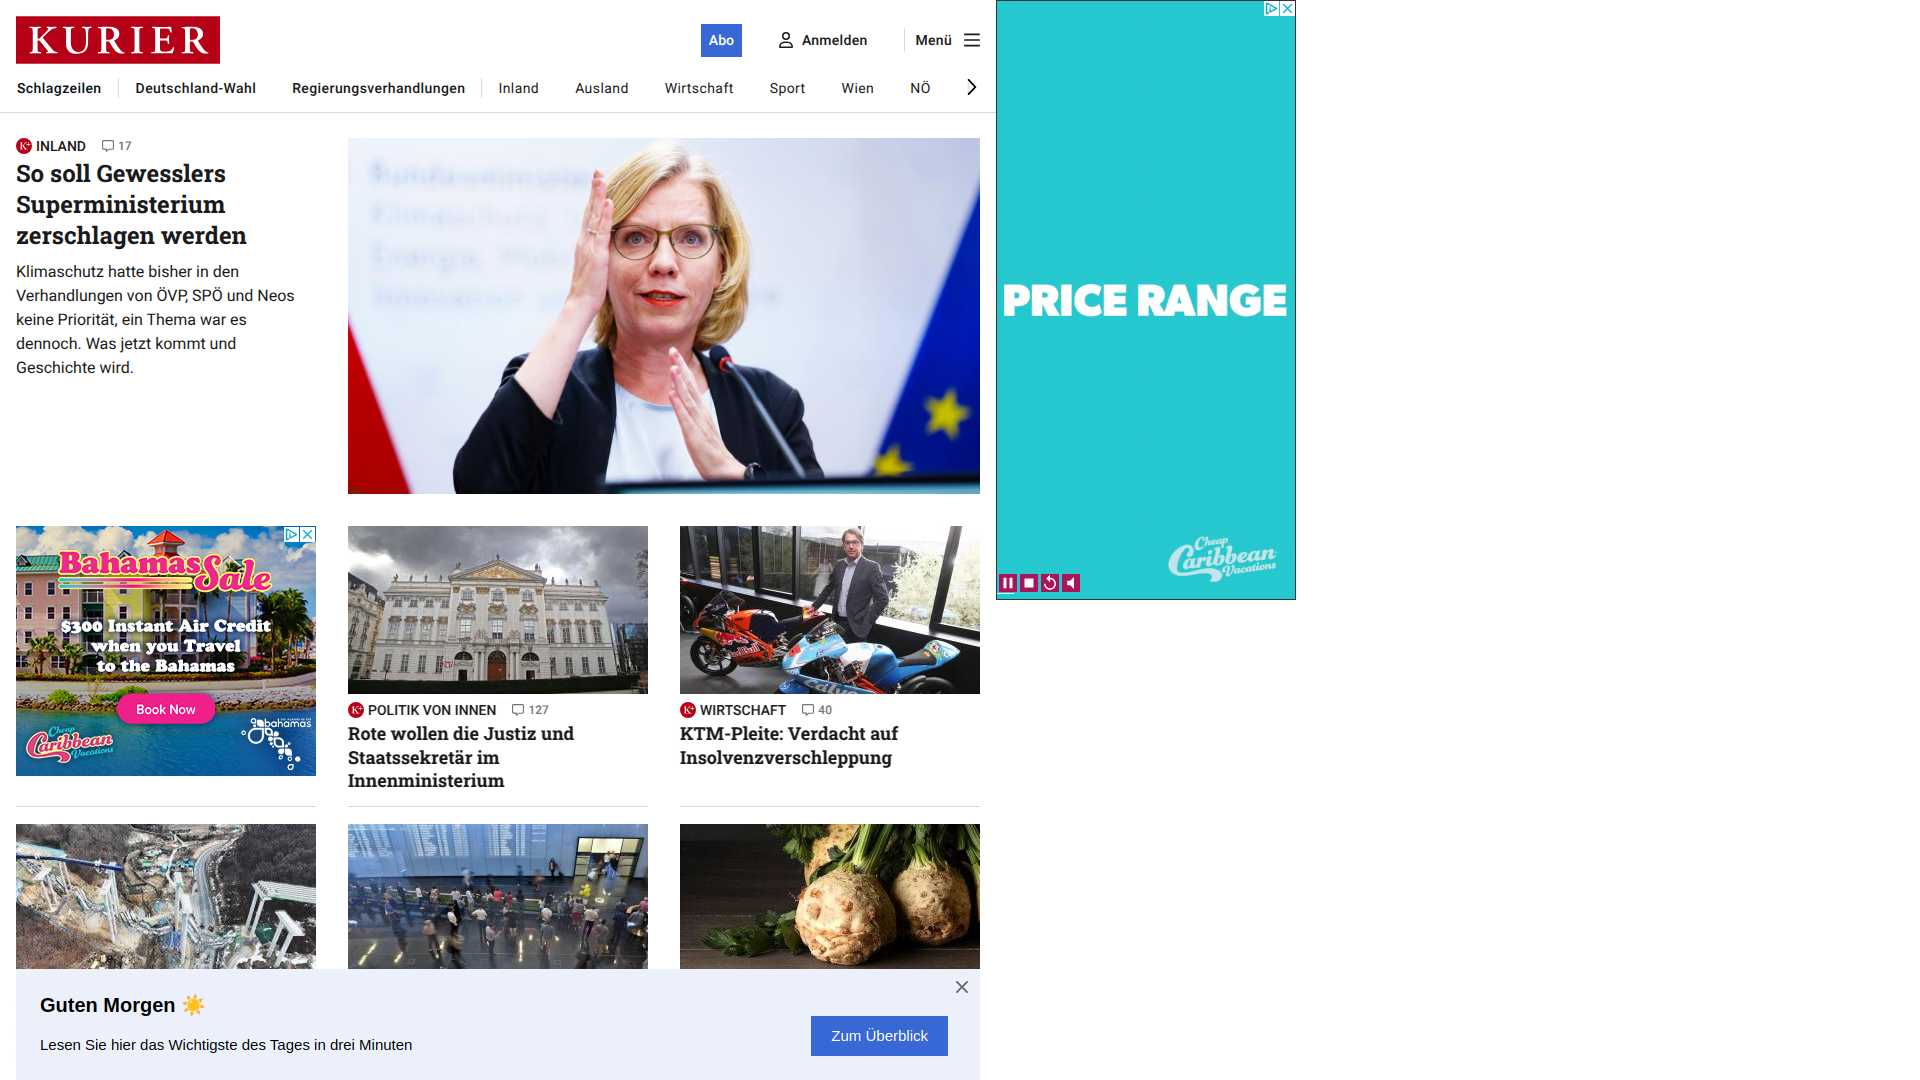 KURIER
Abo
Anmelden
Menü
Schlagzeilen
Deutschland-Wahl
Regierungsverhandlungen
Inland
Ausland
Wirtschaft
Sport
Wien
NÖ
INLAND
17
So soll Gewesslers
Superministerium
zerschlagen werden
Klimaschutz hatte bisher in den
Verhandlungen von ÖVP, SPÖ und Neos
keine Priorität, ein Thema war es
dennoch. Was jetzt kommt und
Geschichte wird.
PRICE RANGE
Cheap
Caribbean
Vacations
Bahamas Sale
$300 Instant Air Credit
when you Travel
to the Bahamas
Book Now
Cheap
Caribbean
Vacations
bahamas
POLITIK VON INNEN
127
Rote wollen die Justiz und
Staatssekretär im
Innenministerium
WIRTSCHAFT
40
KTM-Pleite: Verdacht auf
Insolvenzverschleppung
Guten Morgen ☀️
Lesen Sie hier das Wichtigste des Tages in drei Minuten
Zum Überblick